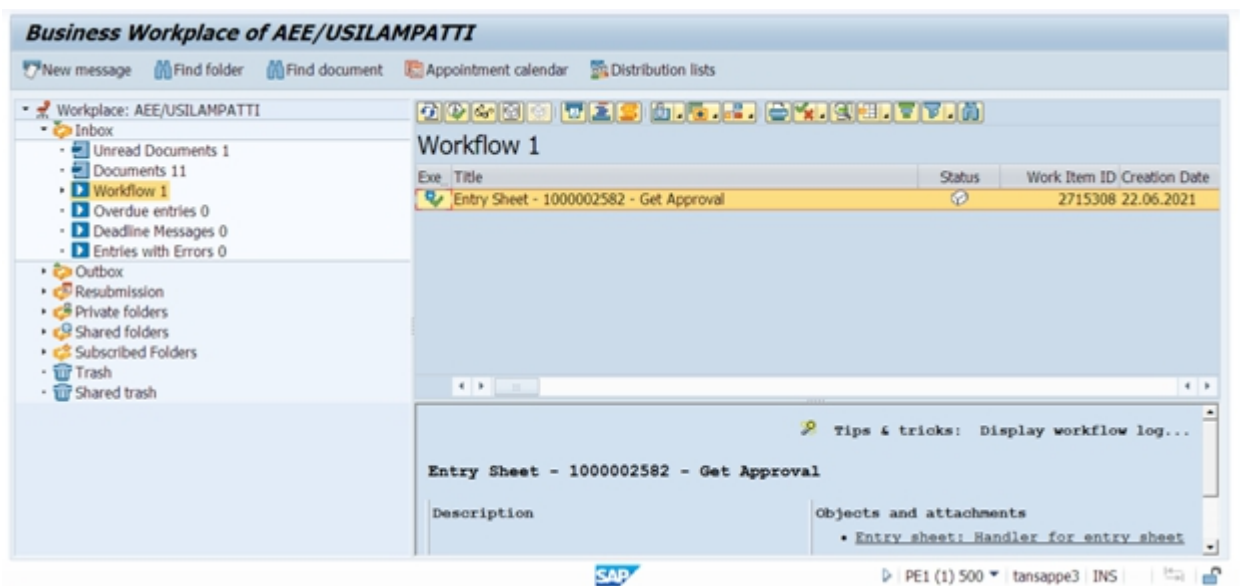 Business Workplace of AEE/USILAMPATTI
New message Find folder Find document Appointment calendar Distribution lists
Workplace: AEE/USILAMPATTI
Inbox
Unread Documents 1
Documents 11
Workflow 1
Overdue entries 0
Deadline Messages 0
Entries with Errors 0
Outbox
Resubmission
Private folders
Shared folders
Subscribed Folders
Trash
Shared trash
Workflow 1
Exe Title Status Work Item ID Creation Date
Entry Sheet - 1000002582 - Get Approval 2715308 22.06.2021
Tips & tricks: Display workflow log...
Entry Sheet - 1000002582 - Get Approval
Description Objects and attachments
• Entry sheet: Handler for entry sheet
SAP PE1 (1) 500 tansappe3 INS